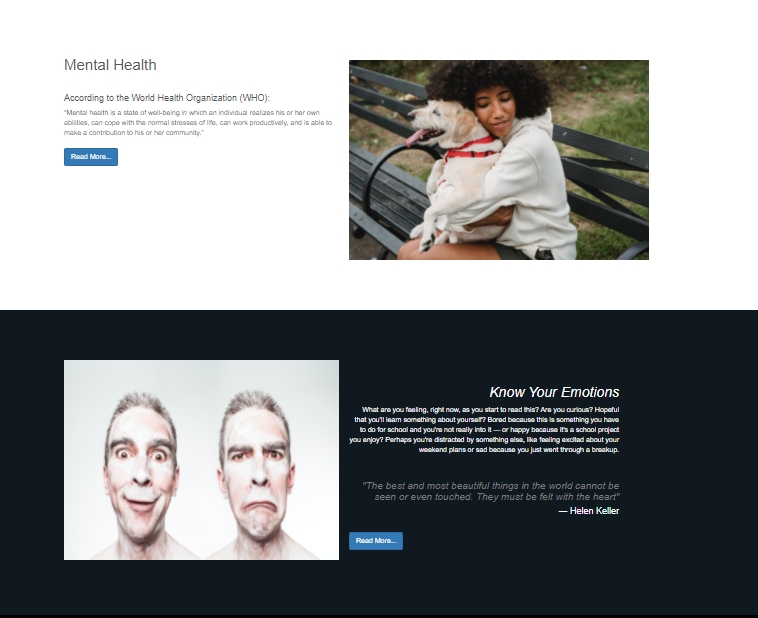 Mental Health
According to the World Health Organization (WHO):
"Mental health is a state of well-being in which an individual realizes his or her own
abilities, can cope with the normal stresses of life, can work productively, and is able to
make a contribution to his or her community."
Read More...
Know Your Emotions
What are you feeling, right now, as you start to read this? Are you curious? Hopeful
that you'll learn something about yourself? Bored because this is something you have
to do for school and you're not really into it — or happy because it's a school project
you enjoy? Perhaps you're distracted by something else, like feeling excited about your
weekend plans or sad because you just went through a breakup.
"The best and most beautiful things in the world cannot be
seen or even touched. They must be felt with the heart"
— Helen Keller
Read More...